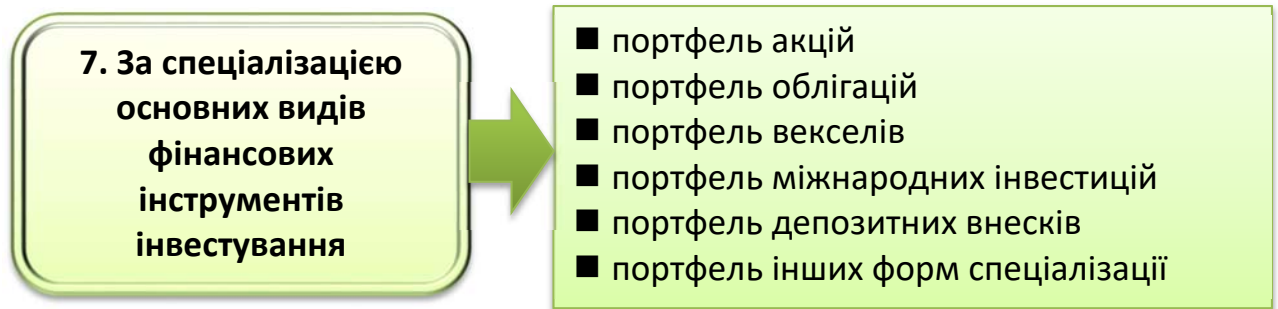 7. За спеціалізацією
основних видів
фінансових
інструментів
інвестування
■ портфель акцій
■ портфель облігацій
■ портфель векселів
■ портфель міжнародних інвестицій
■ портфель депозитних внесків
■ портфель інших форм спеціалізації